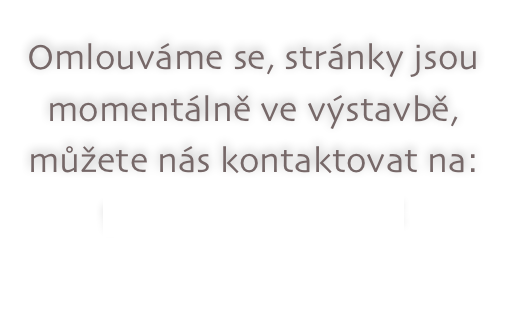 Omlouváme se, stránky jsou
momentálně ve výstavbě,
můžete nás kontaktovat na: